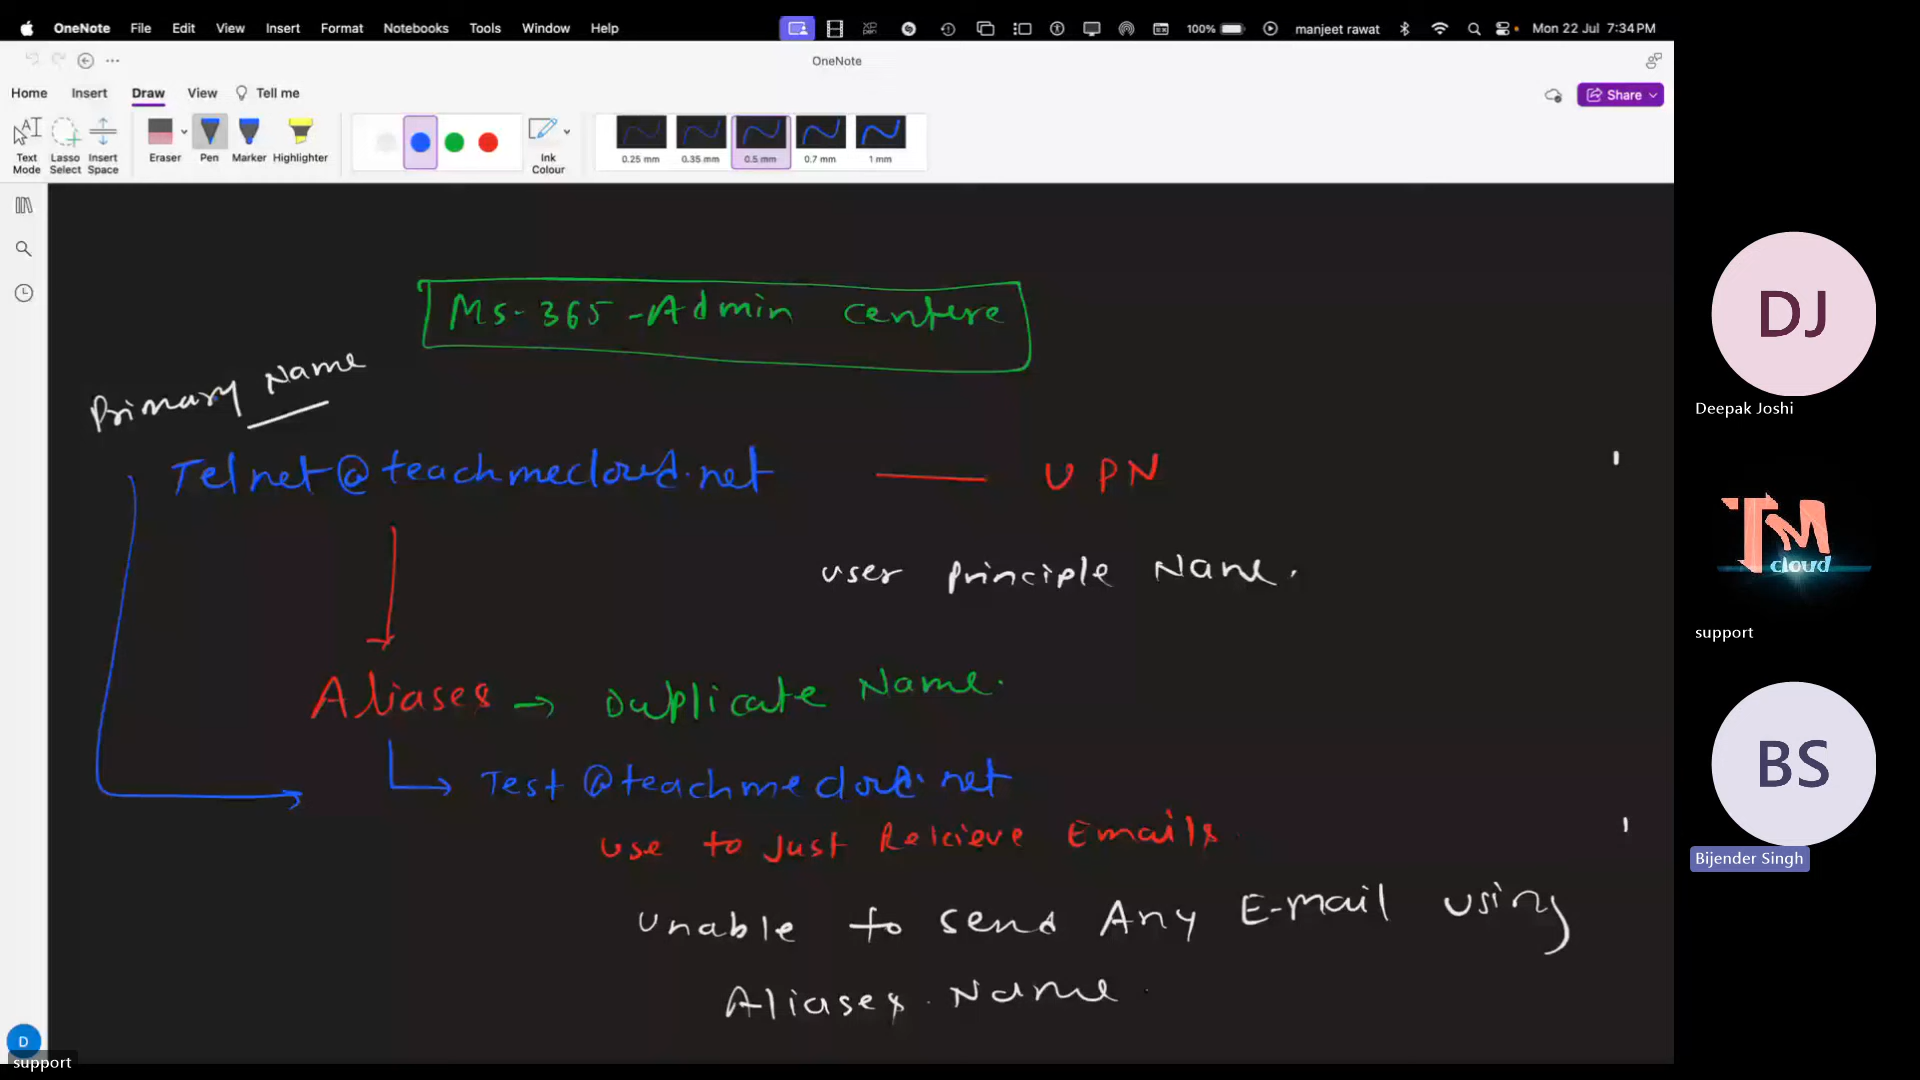 OneNote File Edit View Insert Format Notebooks Tools Window Help 100% manjeet rawat Mon 22 Jul 7:34 PM
OneNote
Home Insert Draw View Tell me Share
Text Mode Lasso Select Insert Space Eraser Pen Marker Highlighter Ink Colour 0.25 mm 0.35 mm 0.5 mm 0.7 mm 1 mm
Ms-365-Admin centere
Primary Name
Telnet@teachmecloud.net — UPN
user principle Name.
Aliases → Duplicate Name.
Test@teachmecloud.net
use to Just Recieve Emails.
unable to send Any E-mail using
Aliases. Name.
DJ
Deepak Joshi
TM
cloud
support
BS
Bijender Singh
D
support